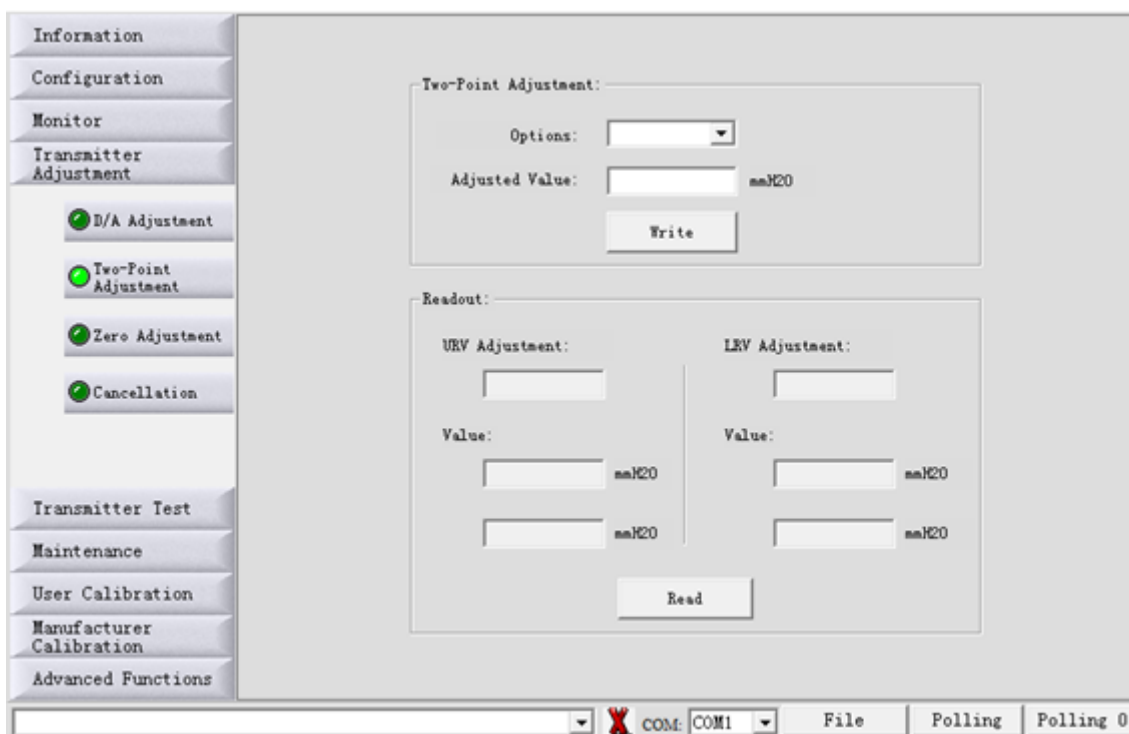 Information
Configuration
Monitor
Transmitter
Adjustment
D/A Adjustment
Two-Point
Adjustment
Zero Adjustment
Cancellation
Transmitter Test
Maintenance
User Calibration
Manufacturer
Calibration
Advanced Functions
Two-Point Adjustment:
Options:
Adjusted Value: mmH2O
Write
Readout:
URV Adjustment: LRV Adjustment:
Value: Value:
mmH2O mmH2O
mmH2O mmH2O
Read
X COM: COM1 File Polling Polling 0